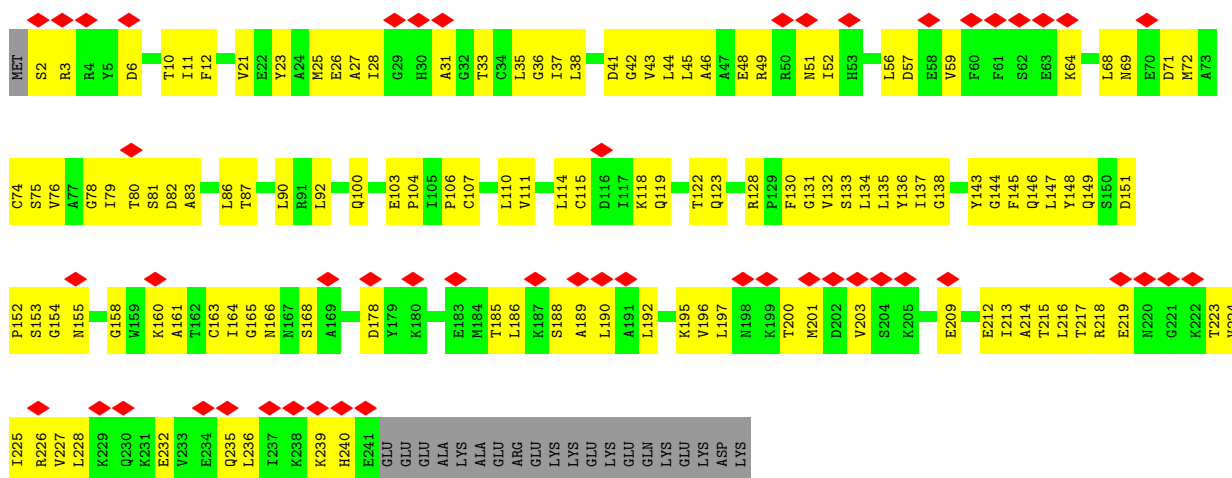 MET S2 R3 R4 Y5 D6 T10 I11 F12 V21 E22 Y23 A24 M25 E26 A27 I28 G29 H30 A31 G32 T33 C34 L35 G36 I37 L38 D41 G42 V43 L44 L45 A46 A47 E48 R49 R50 N51 I52 H53 L56 D57 E58 V59 F60 F61 S62 E63 K64 L68 N69 E70 D71 M72 A73
C74 S75 V76 A77 G78 I79 T80 S81 D82 A83 L86 T87 L90 R91 L92 Q100 E103 P104 I105 P106 C107 L110 V111 L114 C115 D116 I117 K118 Q119 T122 Q123 R128 P129 F130 G131 V132 S133 L134 L135 Y136 I137 G138 Y143 G144 F145 Q146 L147 Y148 Q149 S150 D151
P152 S153 G154 N155 G158 W159 K160 A161 T162 C163 I164 G165 N166 N167 S168 A169 D178 Y179 K180 E183 M184 T185 L186 K187 S188 A189 L190 A191 L192 K195 V196 L197 N198 K199 T200 M201 D202 V203 S204 K205 E209 E212 I213 A214 T215 L216 T217 R218 E219 N220 G221 K222 T223 V224
I225 R226 V227 L228 K229 Q230 K231 E232 V233 E234 Q235 L236 I237 K238 K239 H240 E241 GLU GLU GLU ALA LYS ALA GLU ARG GLU LYS LYS GLU LYS GLU GLN LYS GLU LYS ASP LYS